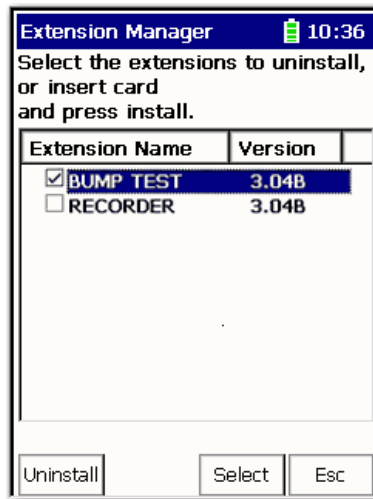 Extension Manager 10:36
Select the extensions to uninstall,
or insert card
and press install.
Extension Name Version
BUMP TEST 3.04B
RECORDER 3.04B
Uninstall Select Esc